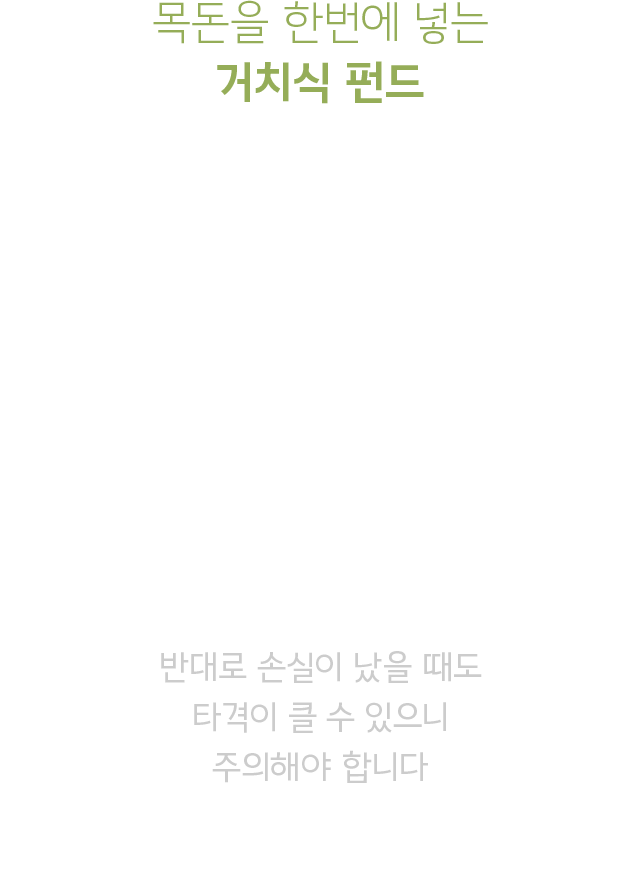 목돈을 한번에 넣는
거치식 펀드
반대로 손실이 났을 때도
타격이 클 수 있으니
주의해야 합니다